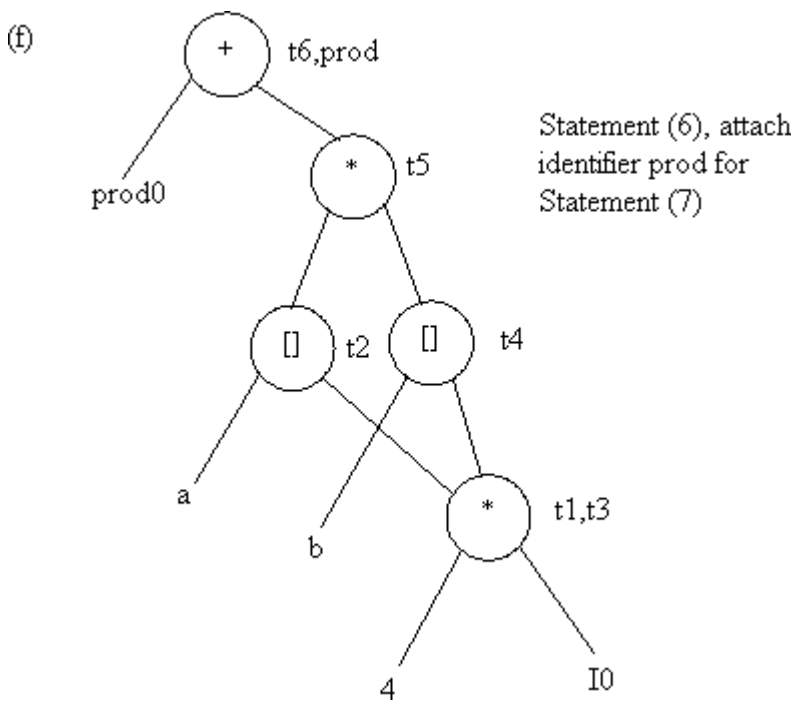 (f)
+
t6,prod
Statement (6), attach
identifier prod for
Statement (7)
*
t5
prod0
[]
t2
[]
t4
a
b
*
t1,t3
4
I0